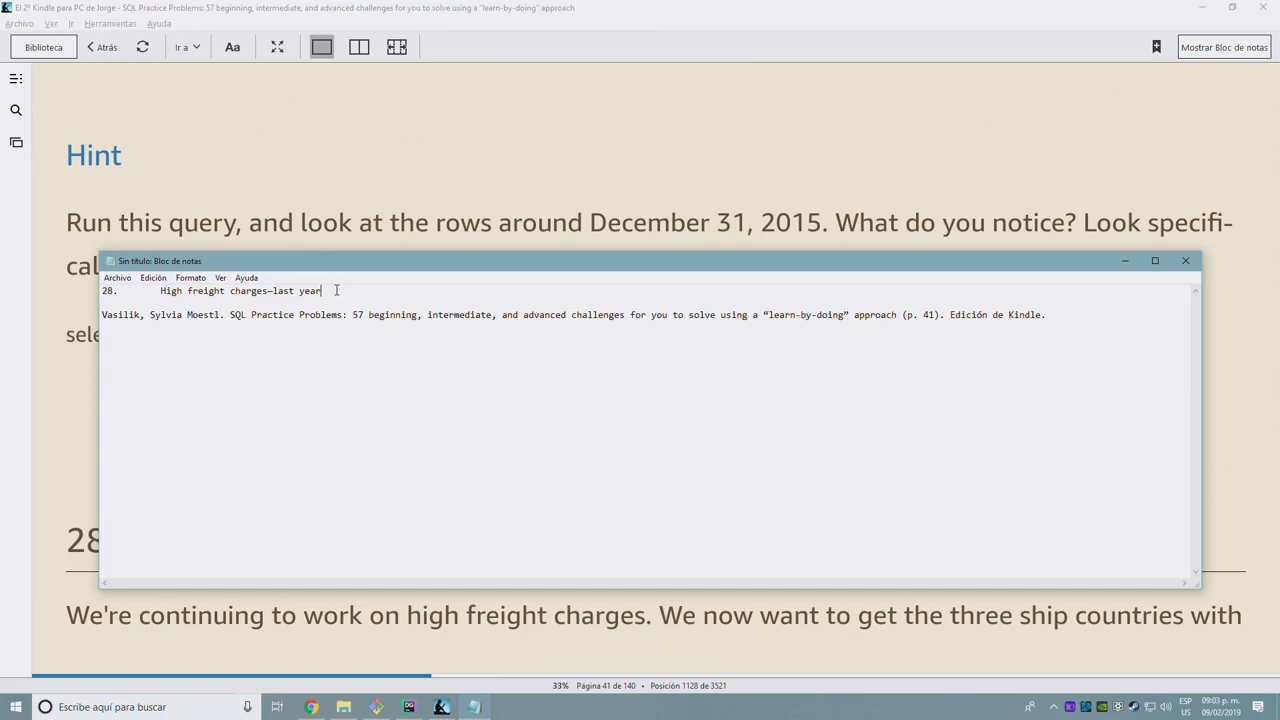 El 2º Kindle para PC de Jorge - SQL Practice Problems: 57 beginning, intermediate, and advanced challenges for you to solve using a "learn-by-doing" approach
Archivo Ver Ir Herramientas Ayuda
Biblioteca Atrás Ir a Aa Mostrar Bloc de notas
Hint
Run this query, and look at the rows around December 31, 2015. What do you notice? Look specifi-
cal
Sin título: Bloc de notas
Archivo Edición Formato Ver Ayuda
28. High freight charges—last year
Vasilik, Sylvia Moestl. SQL Practice Problems: 57 beginning, intermediate, and advanced challenges for you to solve using a “learn-by-doing” approach (p. 41). Edición de Kindle.
sele
28
We're continuing to work on high freight charges. We now want to get the three ship countries with
33% Página 41 de 140 • Posición 1128 de 3521
Escribe aquí para buscar
ESP 09:03 p. m.
US 09/02/2019